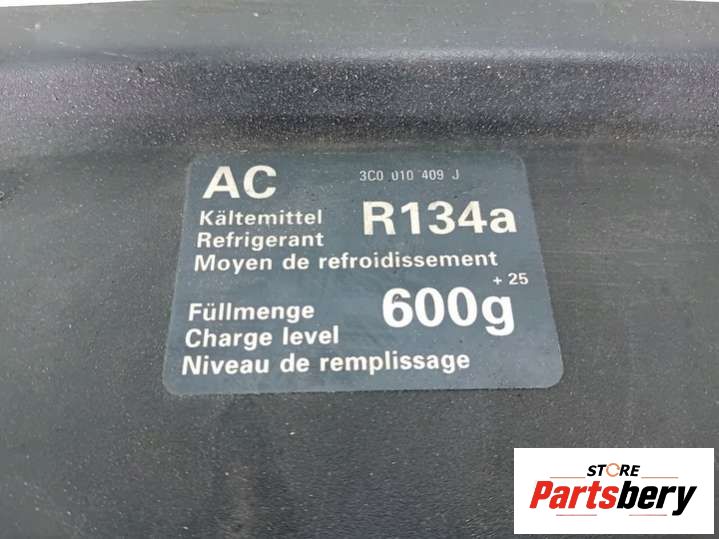 AC 3C0 010 409 J
Kältemittel R134a
Refrigerant
Moyen de refroidissement
+ 25
Füllmenge 600g
Charge level
Niveau de remplissage
STORE
Partsbery